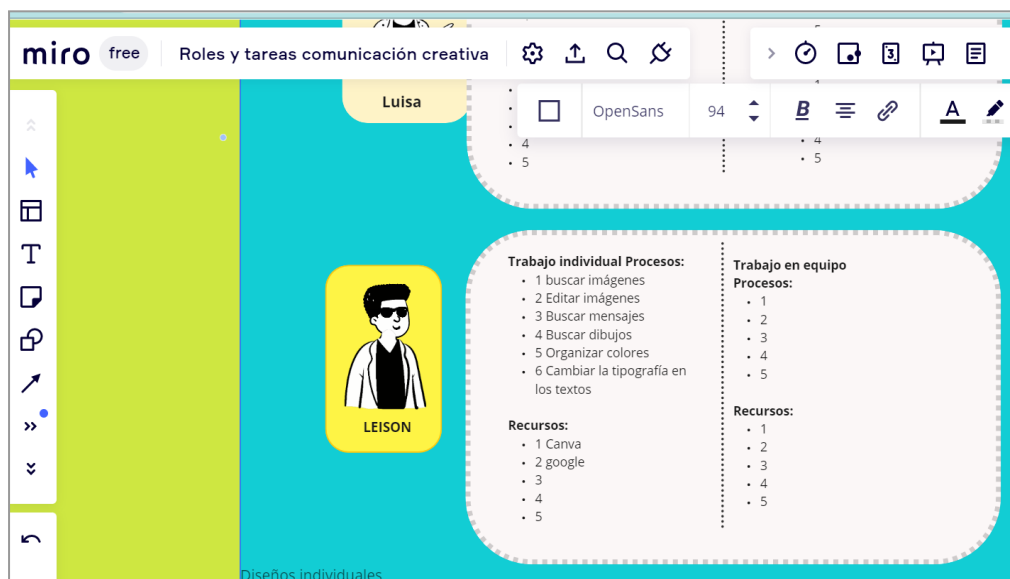 miro free Roles y tareas comunicación creativa
3
5
Luisa
OpenSans 94 B A
4
5
4
5
Trabajo individual Procesos:
1 buscar imágenes
2 Editar imágenes
3 Buscar mensajes
4 Buscar dibujos
5 Organizar colores
6 Cambiar la tipografía en
los textos
Recursos:
1 Canva
2 google
3
4
5
Trabajo en equipo
Procesos:
1
2
3
4
5
Recursos:
1
2
3
4
5
LEISON
Diseños individuales